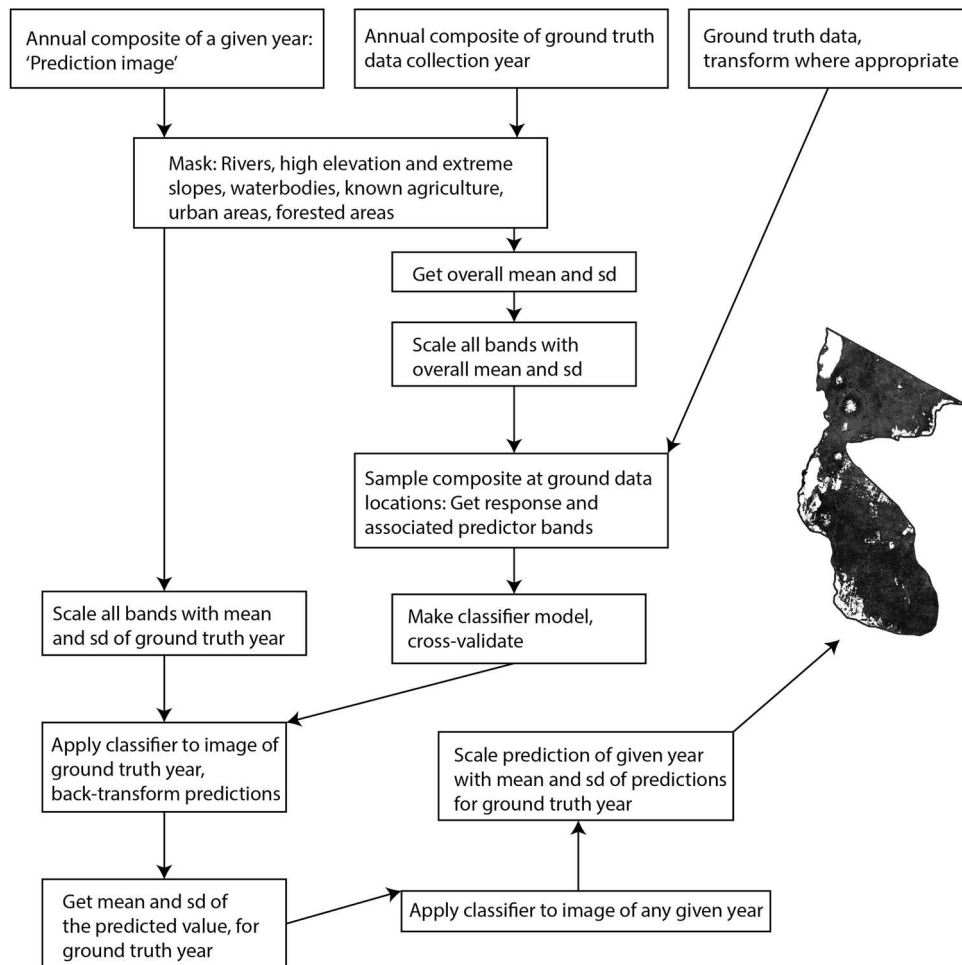 Annual composite of a given year:
'Prediction image'
Annual composite of ground truth
data collection year
Ground truth data,
transform where appropriate
Mask: Rivers, high elevation and extreme
slopes, waterbodies, known agriculture,
urban areas, forested areas
Get overall mean and sd
Scale all bands with
overall mean and sd
Sample composite at ground data
locations: Get response and
associated predictor bands
Scale all bands with mean
and sd of ground truth year
Make classifier model,
cross-validate
Apply classifier to image of
ground truth year,
back-transform predictions
Scale prediction of given year
with mean and sd of predictions
for ground truth year
Get mean and sd of
the predicted value, for
ground truth year
Apply classifier to image of any given year